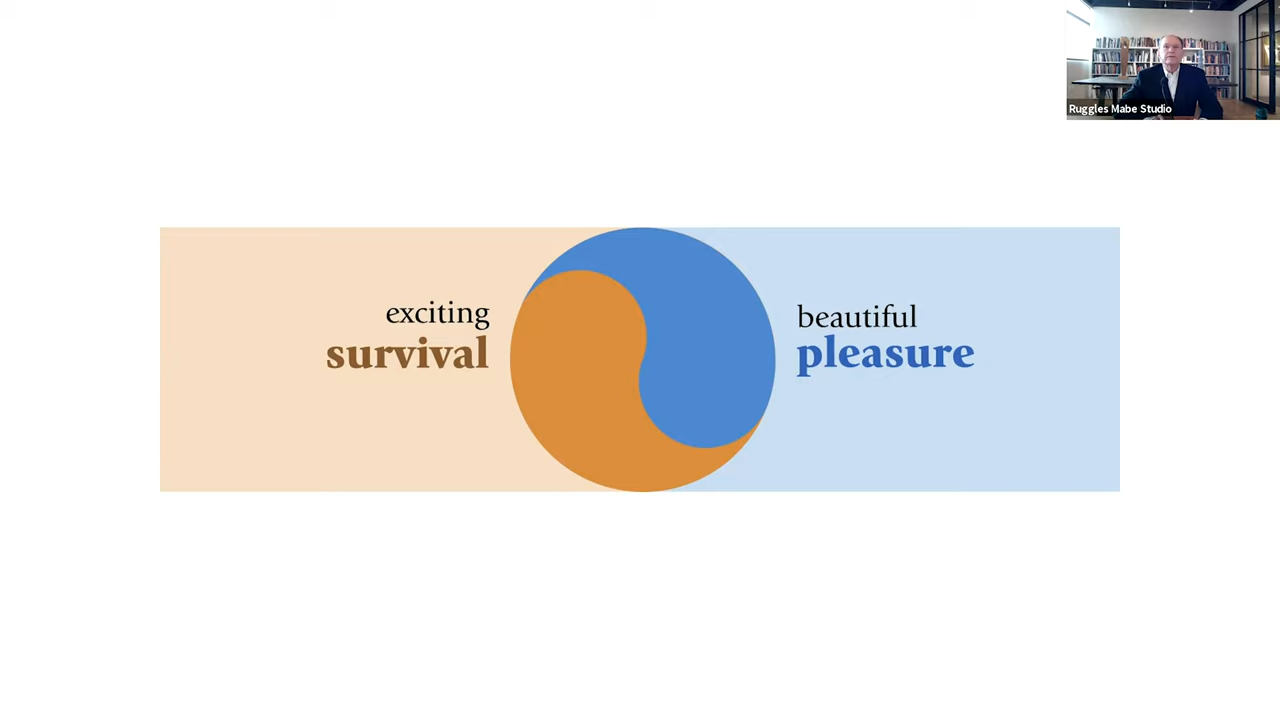 Ruggles Mabe Studio
exciting
survival
beautiful
pleasure